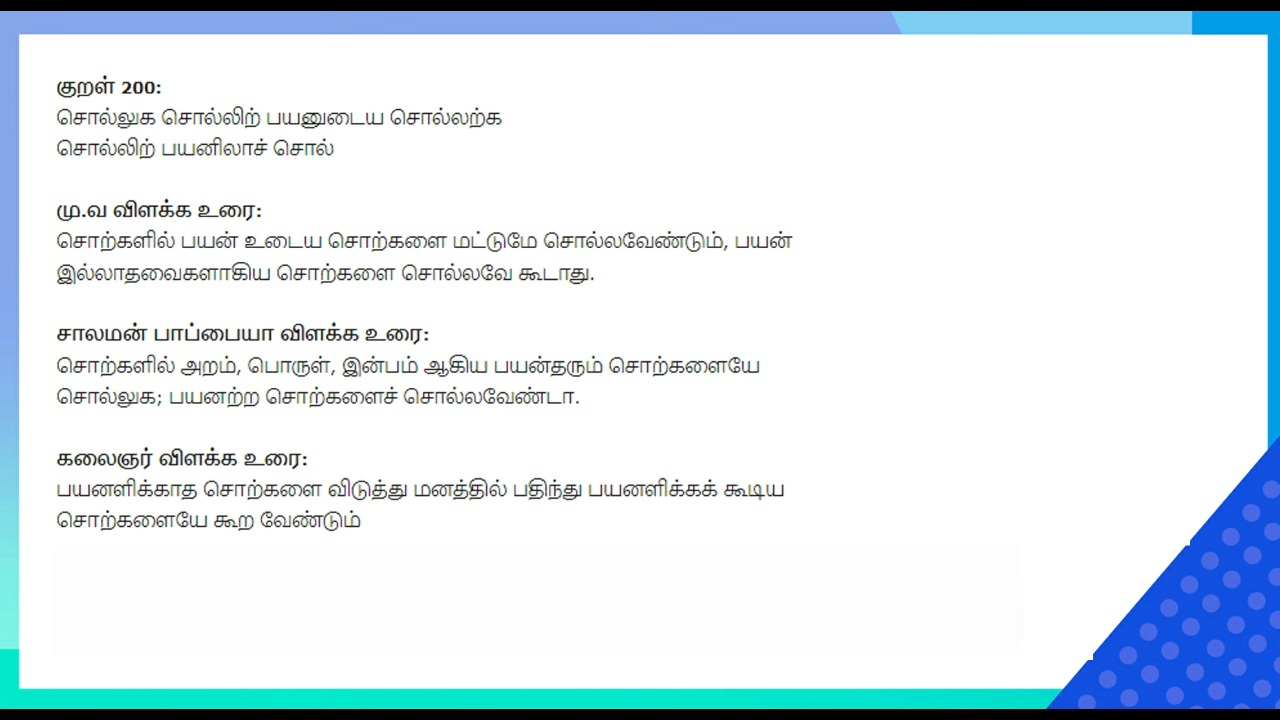 குறள் 200:
சொல்லுக சொல்லிற் பயனுடைய சொல்லற்க
சொல்லிற் பயனிலாச் சொல்
மு.வ விளக்க உரை:
சொற்களில் பயன் உடைய சொற்களை மட்டுமே சொல்லவேண்டும், பயன்
இல்லாதவைகளாகிய சொற்களை சொல்லவே கூடாது.
சாலமன் பாப்பையா விளக்க உரை:
சொற்களில் அறம், பொருள், இன்பம் ஆகிய பயன்தரும் சொற்களையே
சொல்லுக; பயனற்ற சொற்களைச் சொல்லவேண்டா.
கலைஞர் விளக்க உரை:
பயனளிக்காத சொற்களை விடுத்து மனத்தில் பதிந்து பயனளிக்கக் கூடிய
சொற்களையே கூற வேண்டும்